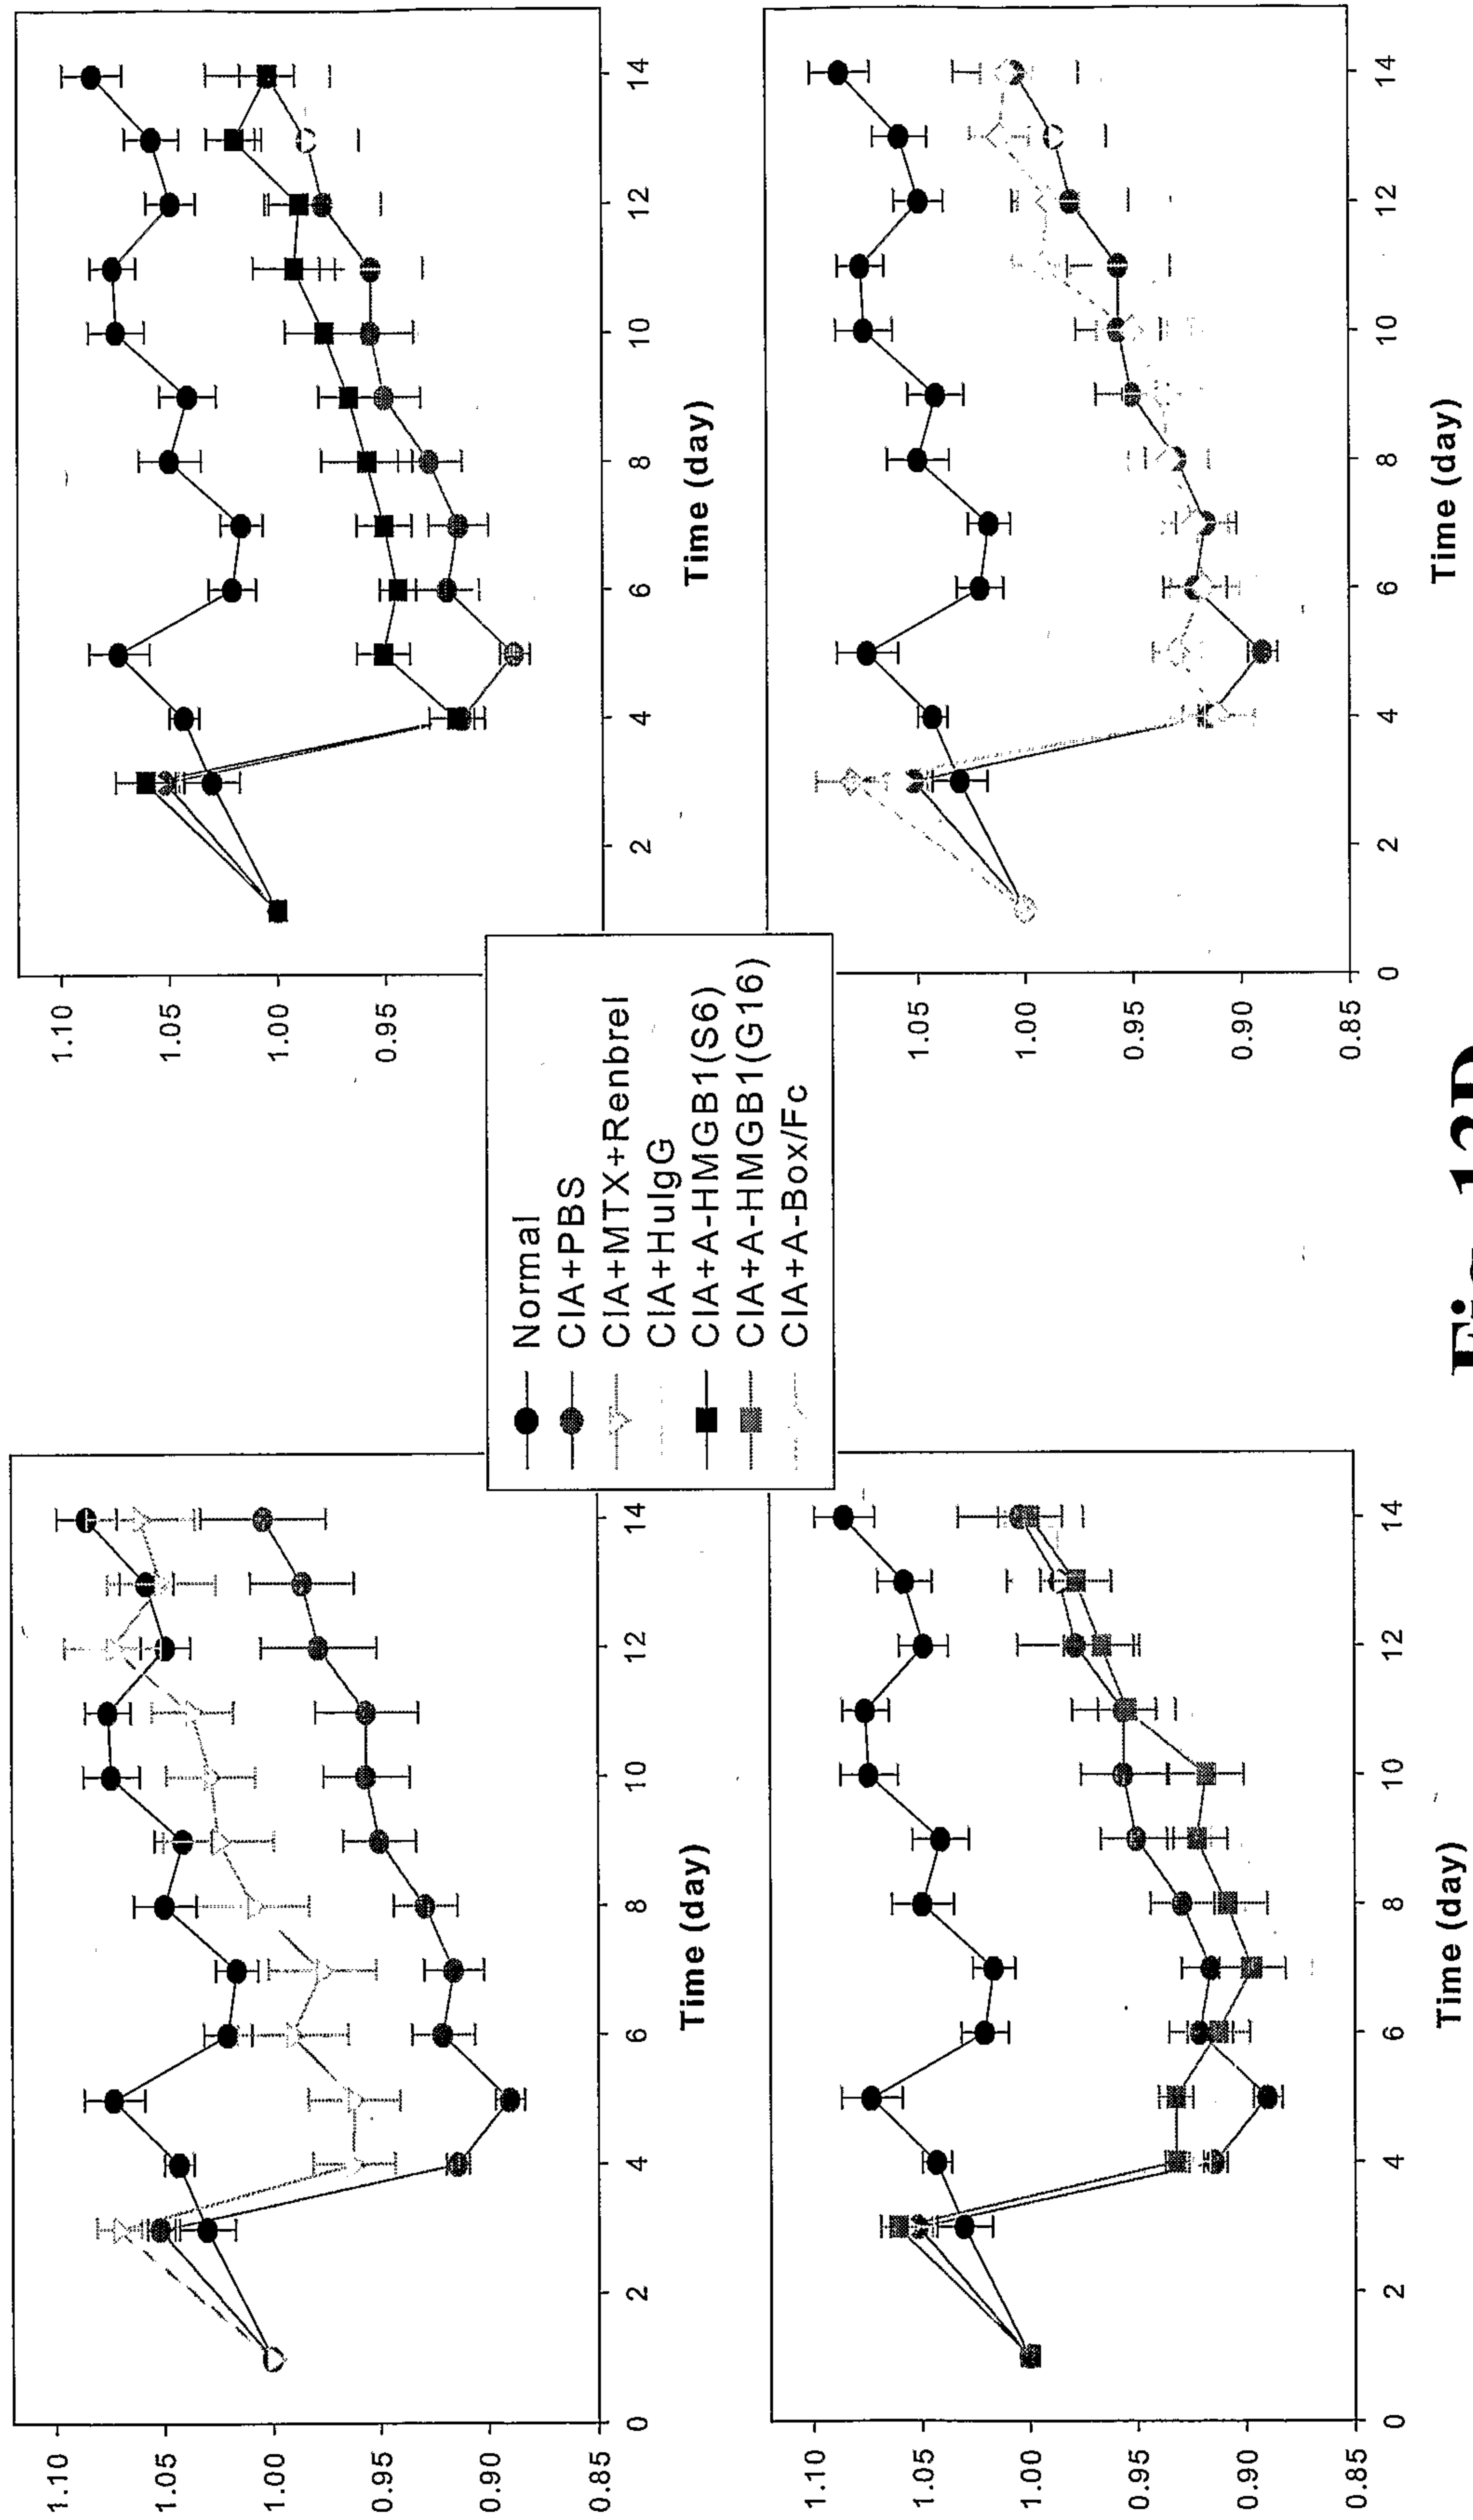 1.10
1.05
1.00
0.95
0.90
0.85
0 2 4 6 8 10 12 14
Time (day)
1.10
1.05
1.00
0.95
2 4 6 8 10 12 14
Time (day)
Normal
CIA+PBS
CIA+MTX+Renbrel
CIA+HuIgG
CIA+A-HMGB1(S6)
CIA+A-HMGB1(G16)
CIA+A-Box/Fc
1.10
1.05
1.00
0.95
0.90
0.85
0 2 4 6 8 10 12 14
Time (day)
1.05
1.00
0.95
0.90
0.85
0 2 4 6 8 10 12 14
Time (day)